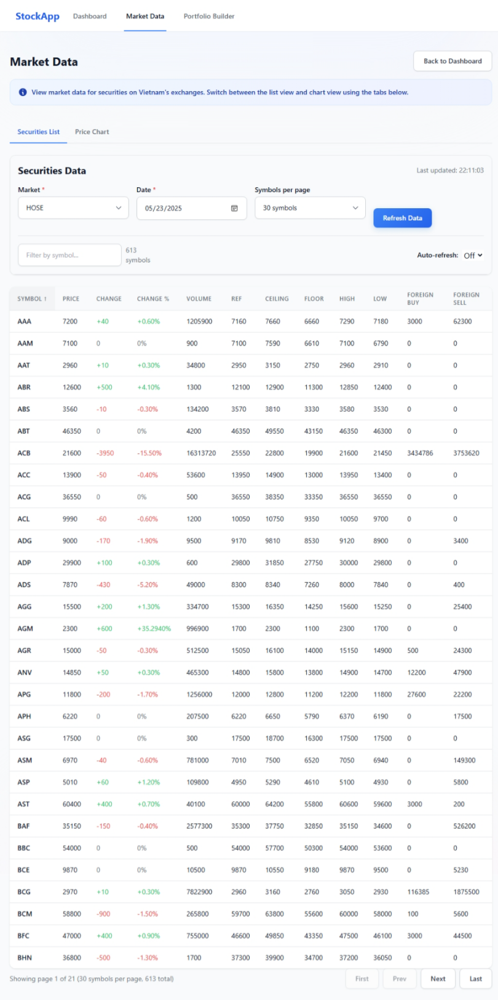 StockApp Dashboard Market Data Portfolio Builder
Market Data Back to Dashboard
View market data for securities on Vietnam's exchanges. Switch between the list view and chart view using the tabs below.
Securities List Price Chart
Securities Data Last updated: 22:11:03
Market * Date * Symbols per page
HOSE 05/23/2025 30 symbols Refresh Data
Filter by symbol... 613 symbols Auto-refresh: Off
SYMBOL ↑ PRICE CHANGE CHANGE % VOLUME REF CEILING FLOOR HIGH LOW FOREIGN BUY FOREIGN SELL
AAA 7200 +40 +0.60% 1205900 7160 7660 6660 7290 7180 3000 62300
AAM 7100 0 0% 900 7100 7590 6610 7100 6790 0 0
AAT 2960 +10 +0.30% 34800 2950 3150 2750 2960 2910 0 0
ABR 12600 +500 +4.10% 1300 12100 12900 11300 12850 12400 0 0
ABS 3560 -10 -0.30% 134200 3570 3810 3330 3580 3530 0 0
ABT 46350 0 0% 4200 46350 49550 43150 46350 46300 0 0
ACB 21600 -3950 -15.50% 16313720 25550 22800 19900 21600 21450 3434786 3753620
ACC 13900 -50 -0.40% 53600 13950 14900 13000 13950 13400 0 0
ACG 36550 0 0% 500 36550 38350 33350 36550 36550 0 0
ACL 9990 -60 -0.60% 1200 10050 10750 9350 10050 9700 0 0
ADG 9000 -170 -1.90% 9500 9170 9810 8530 9120 8900 0 3400
ADP 29900 +100 +0.30% 600 29800 31850 27750 30000 29800 0 0
ADS 7870 -430 -5.20% 49000 8300 8340 7260 8000 7840 0 400
AGG 15500 +200 +1.30% 334700 15300 16350 14250 15600 15250 0 25400
AGM 2300 +600 +35.2940% 996900 1700 2300 1100 2300 1700 0 0
AGR 15000 -50 -0.30% 512500 15050 16100 14000 15150 14900 500 24300
ANV 14850 +50 +0.30% 465300 14800 15800 13800 14900 14700 12200 47900
APG 11800 -200 -1.70% 1256000 12000 12800 11200 12200 11800 27600 22200
APH 6220 0 0% 207500 6220 6650 5790 6370 6190 0 17500
ASG 17500 0 0% 300 17500 18700 16300 17500 17500 0 0
ASM 6970 -40 -0.60% 781000 7010 7500 6520 7050 6940 0 149300
ASP 5010 +60 +1.20% 109800 4950 5290 4610 5100 4930 0 5800
AST 60400 +400 +0.70% 40100 60000 64200 55800 60600 59600 3000 200
BAF 35150 -150 -0.40% 2577300 35300 37750 32850 35150 34600 0 526200
BBC 54000 0 0% 500 54000 57700 50300 54000 53600 0 0
BCE 9870 0 0% 10500 9870 10550 9180 9870 9500 0 5230
BCG 2970 +10 +0.30% 7822900 2960 3160 2760 3050 2930 116385 1875500
BCM 58800 -900 -1.50% 265800 59700 63800 55600 60000 58000 100 5600
BFC 47000 +400 +0.90% 755000 46600 49850 43350 47500 46100 3000 44500
BHN 36800 -500 -1.30% 1700 37300 39900 34700 37200 36050 0 0
Showing page 1 of 21 (30 symbols per page, 613 total) First Prev Next Last